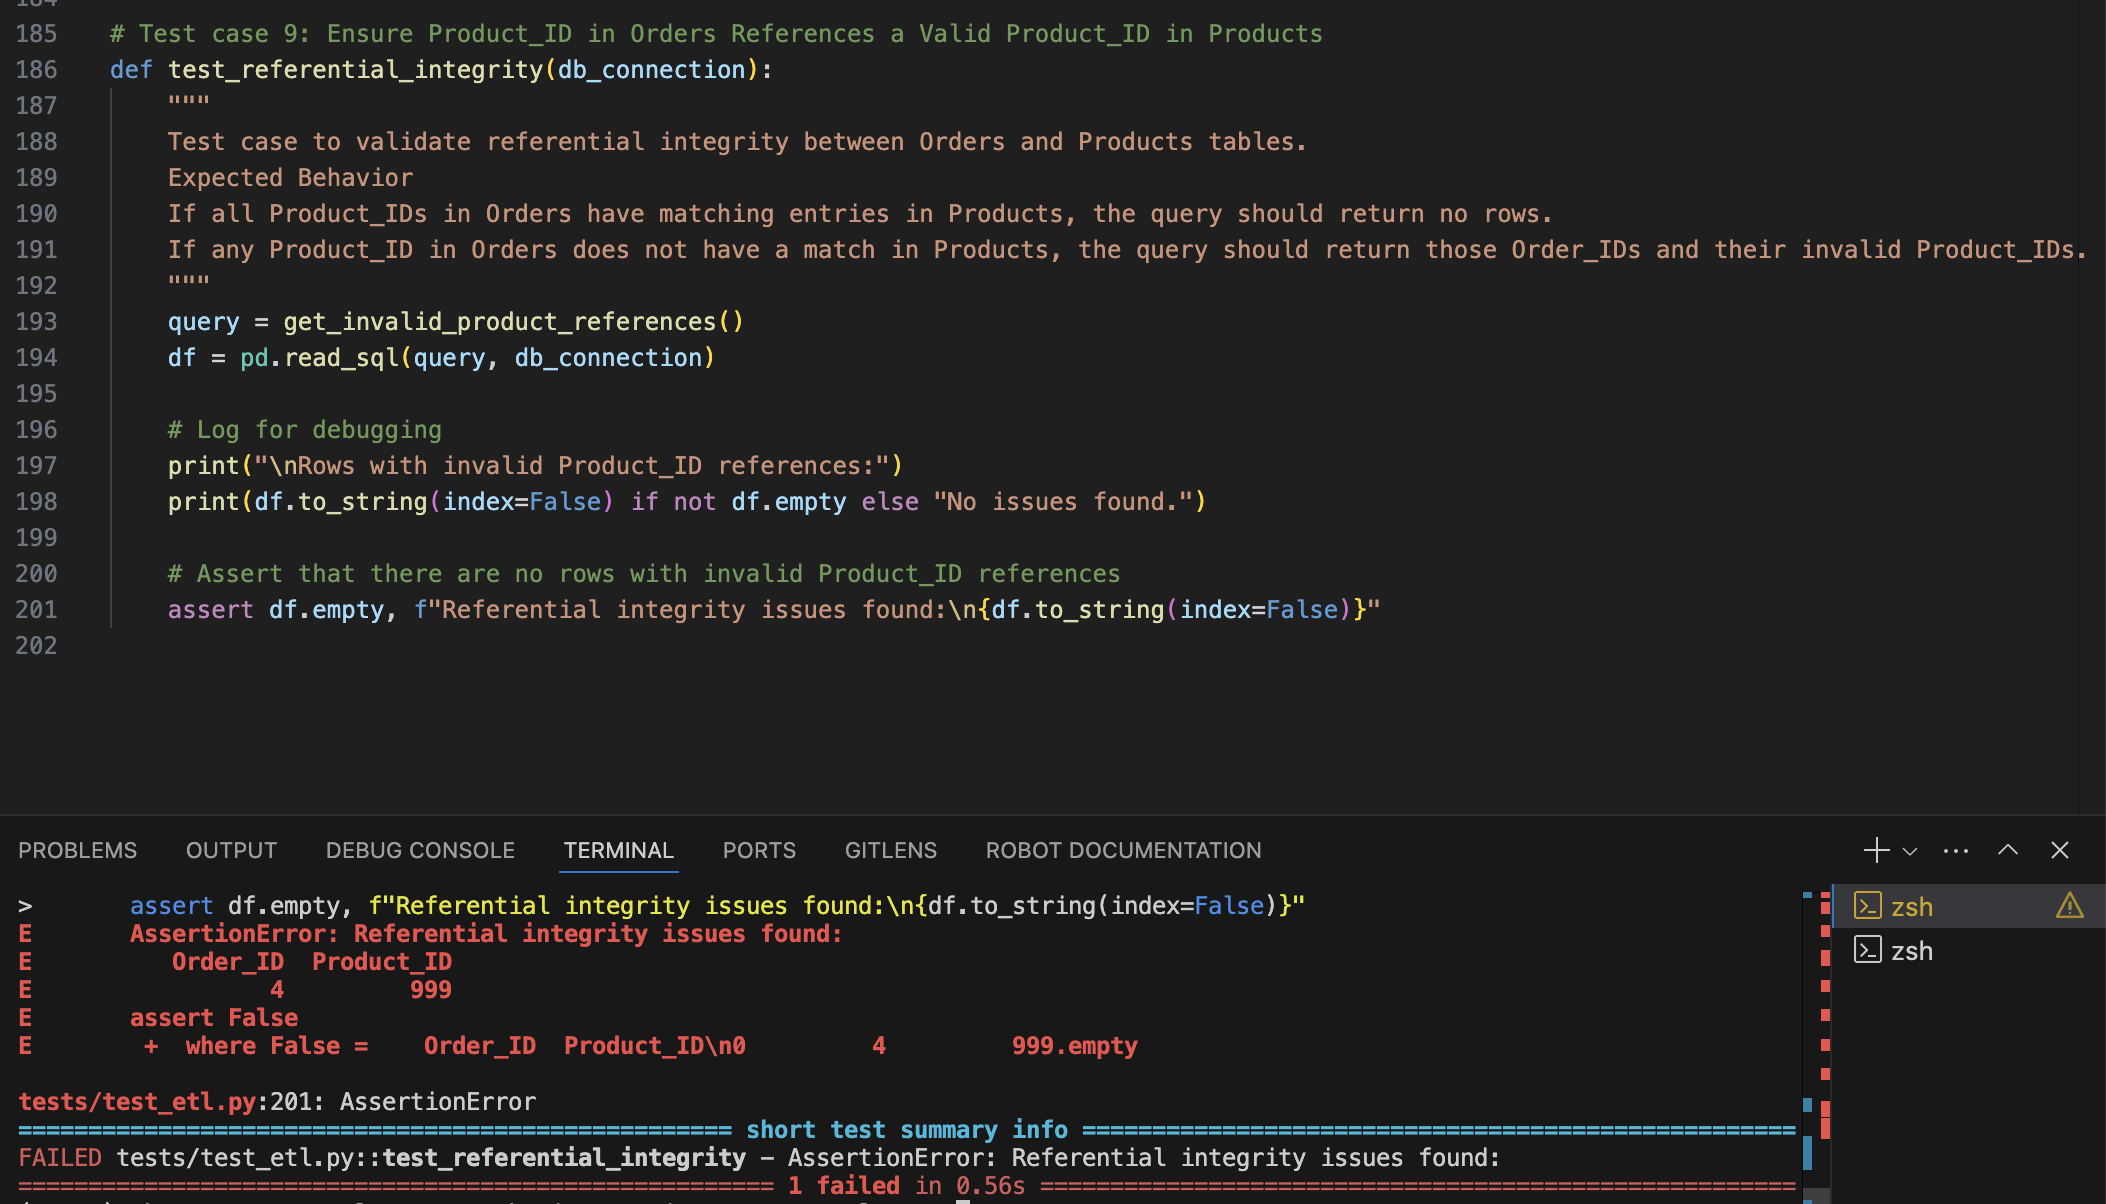 184
185 # Test case 9: Ensure Product_ID in Orders References a Valid Product_ID in Products
186 def test_referential_integrity(db_connection):
187 """
188 Test case to validate referential integrity between Orders and Products tables.
189 Expected Behavior
190 If all Product_IDs in Orders have matching entries in Products, the query should return no rows.
191 If any Product_ID in Orders does not have a match in Products, the query should return those Order_IDs and their invalid Product_IDs.
192 """
193 query = get_invalid_product_references()
194 df = pd.read_sql(query, db_connection)
195
196 # Log for debugging
197 print("\nRows with invalid Product_ID references:")
198 print(df.to_string(index=False) if not df.empty else "No issues found.")
199
200 # Assert that there are no rows with invalid Product_ID references
201 assert df.empty, f"Referential integrity issues found:\n{df.to_string(index=False)}"
202
PROBLEMS OUTPUT DEBUG CONSOLE TERMINAL PORTS GITLENS ROBOT DOCUMENTATION
> assert df.empty, f"Referential integrity issues found:\n{df.to_string(index=False)}"
E AssertionError: Referential integrity issues found:
E Order_ID Product_ID
E 4 999
E assert False
E + where False = Order_ID Product_ID\n0 4 999.empty
tests/test_etl.py:201: AssertionError
=================================================== short test summary info ===================================================
FAILED tests/test_etl.py::test_referential_integrity - AssertionError: Referential integrity issues found:
====================================================== 1 failed in 0.56s ======================================================
zsh
zsh